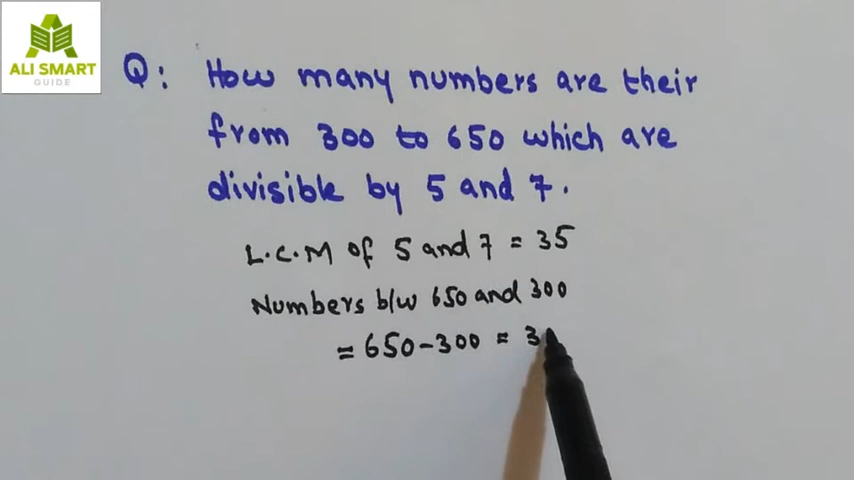 ALI SMART
GUIDE
Q: How many numbers are their
from 300 to 650 which are
divisible by 5 and 7.
L.C.M of 5 and 7 = 35
Numbers b/w 650 and 300
= 650-300 = 3